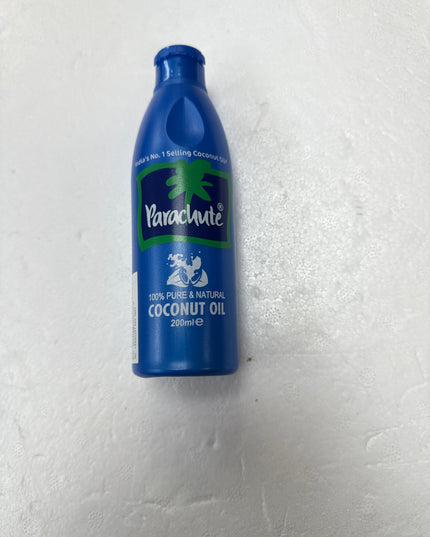 India's No. 1 Selling Coconut Oil*
Parachute®
100% PURE & NATURAL
COCONUT OIL
200ml℮